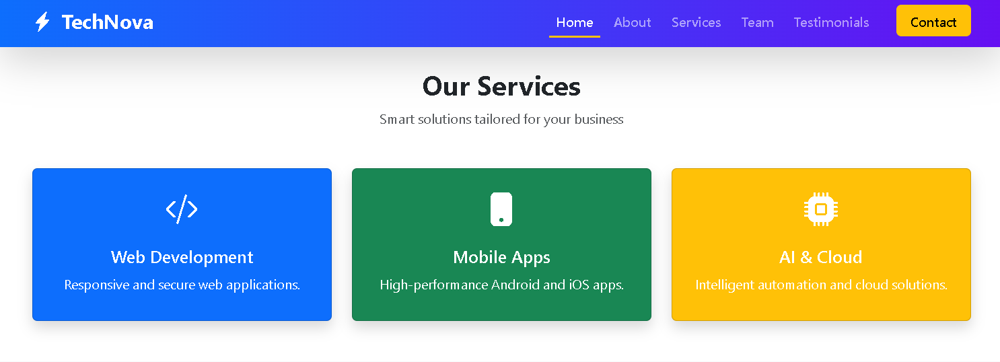 TechNova
Home About Services Team Testimonials Contact
Our Services
Smart solutions tailored for your business
Web Development
Responsive and secure web applications.
Mobile Apps
High-performance Android and iOS apps.
AI & Cloud
Intelligent automation and cloud solutions.